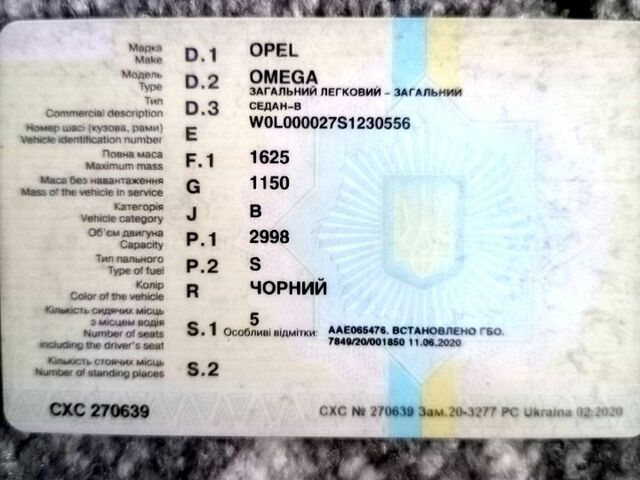 Марка D.1 OPEL
Make
Модель D.2 OMEGA
Type ЗАГАЛЬНИЙ ЛЕГКОВИЙ - ЗАГАЛЬНИЙ
Тип D.3 СЕДАН-В
Commercial description
Номер шасі (кузова, рами) E W0L000027S1230556
Vehicle identification number
Повна маса F.1 1625
Maximum mass
Маса без навантаження G 1150
Mass of the vehicle in service
Категорія J B
Vehicle category
Об'єм двигуна P.1 2998
Capacity
Тип пального P.2 S
Type of fuel
Колір R ЧОРНИЙ
Color of the vehicle
Кількість сидячих місць S.1 5
з місцем водія Особливі відмітки: ААЕ065476. ВСТАНОВЛЕНО ГБО.
Number of seats 7849/20/001850 11.06.2020
including the driver's seat
Кількість стоячих місць S.2
Number of standing places
СХС 270639
СХС № 270639 Зам.20-3277 PC Ukraina 02.2020